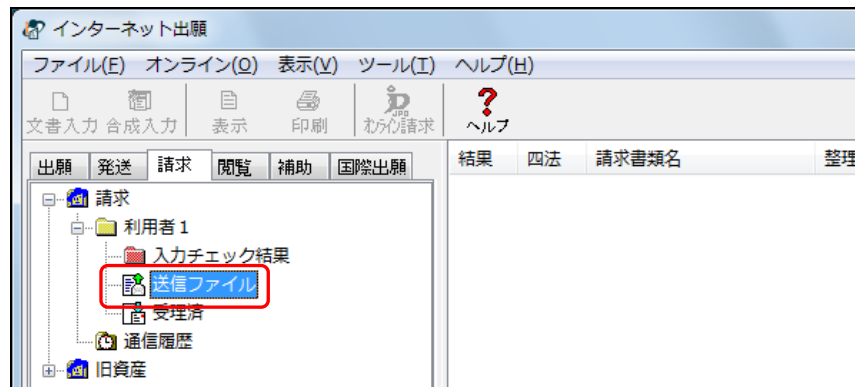 インターネット出願
ファイル(F) オンライン(O) 表示(V) ツール(T) ヘルプ(H)
文書入力 合成入力 表示 印刷 オンライン請求 ヘルプ
出願 発送 請求 閲覧 補助 国際出願
結果 四法 請求書類名 整理
請求
利用者1
入力チェック結果
送信ファイル
受理済
通信履歴
旧資産